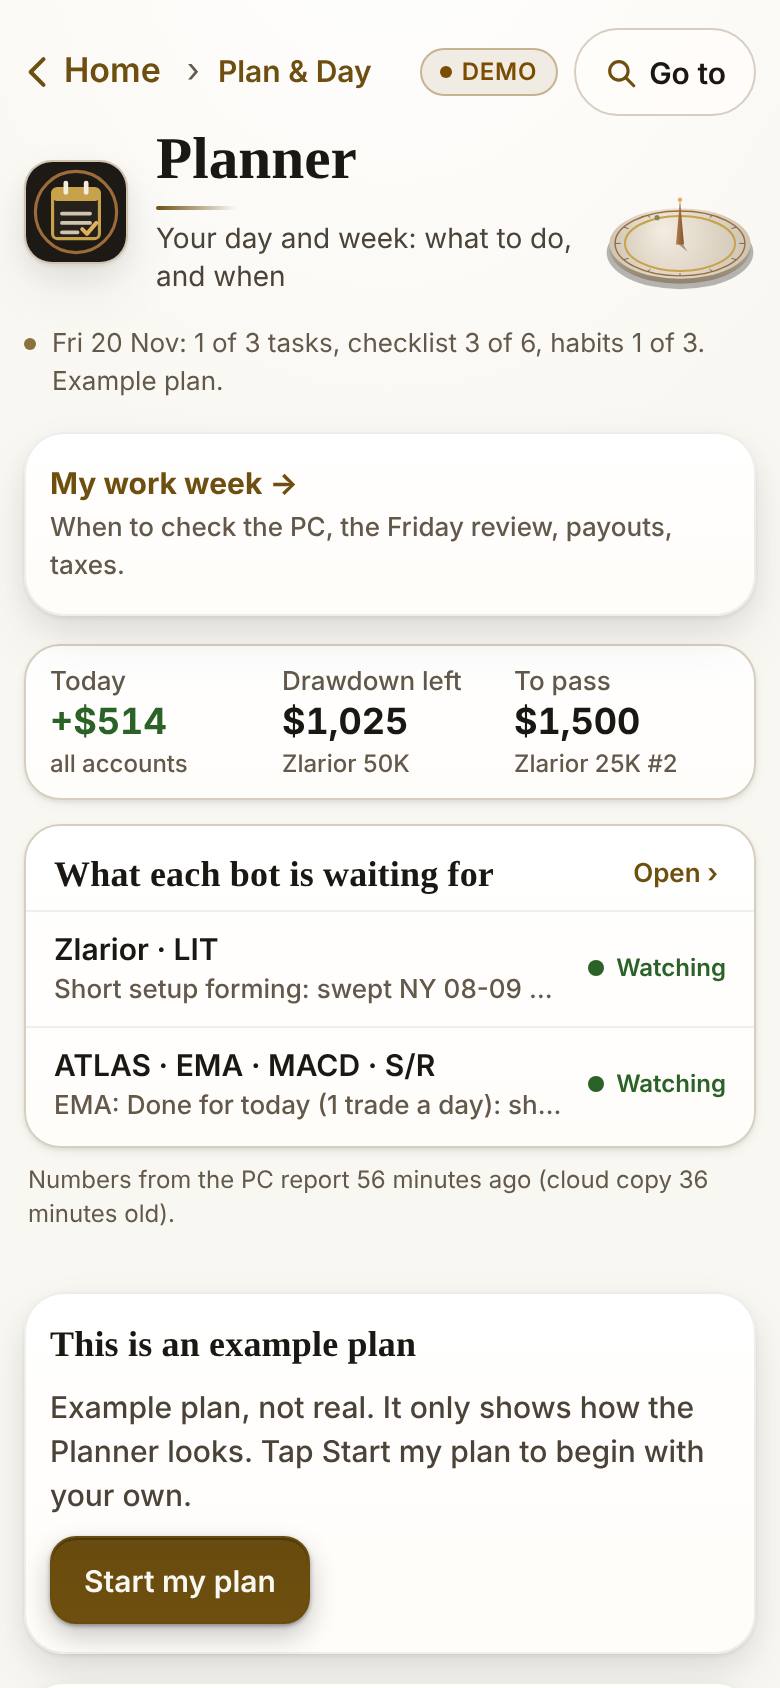 Home › Plan & Day
DEMO
Go to
Planner
Your day and week: what to do,
and when
Fri 20 Nov: 1 of 3 tasks, checklist 3 of 6, habits 1 of 3.
Example plan.
My work week →
When to check the PC, the Friday review, payouts,
taxes.
Today
+$514
all accounts
Drawdown left
$1,025
Zlarior 50K
To pass
$1,500
Zlarior 25K #2
What each bot is waiting for
Open ›
Zlarior · LIT
Short setup forming: swept NY 08-09 ...
Watching
ATLAS · EMA · MACD · S/R
EMA: Done for today (1 trade a day): sh...
Watching
Numbers from the PC report 56 minutes ago (cloud copy 36
minutes old).
This is an example plan
Example plan, not real. It only shows how the
Planner looks. Tap Start my plan to begin with
your own.
Start my plan